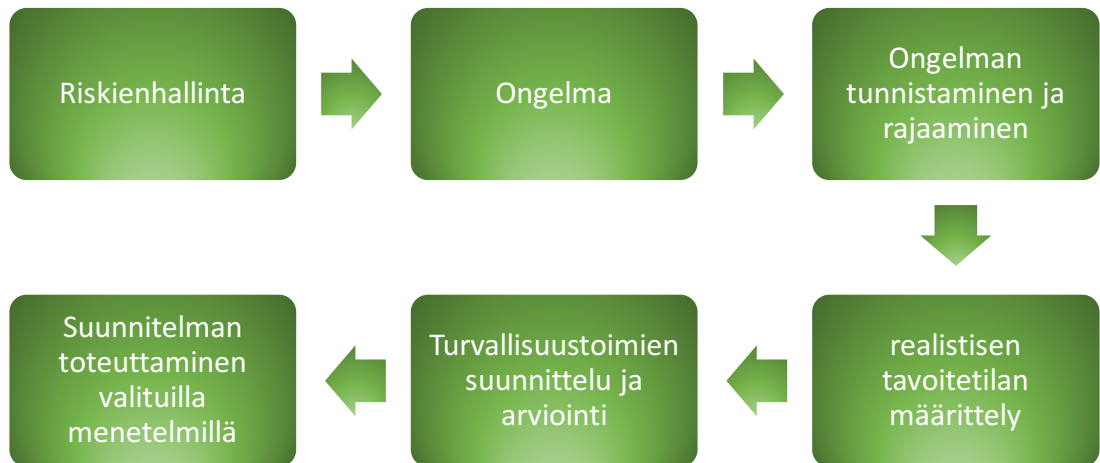 Riskienhallinta
Ongelma
Ongelman
tunnistaminen ja
rajaaminen
realistisen
tavoitetilan
määrittely
Turvallisuustoimien
suunnittelu ja
arviointi
Suunnitelman
toteuttaminen
valituilla
menetelmillä